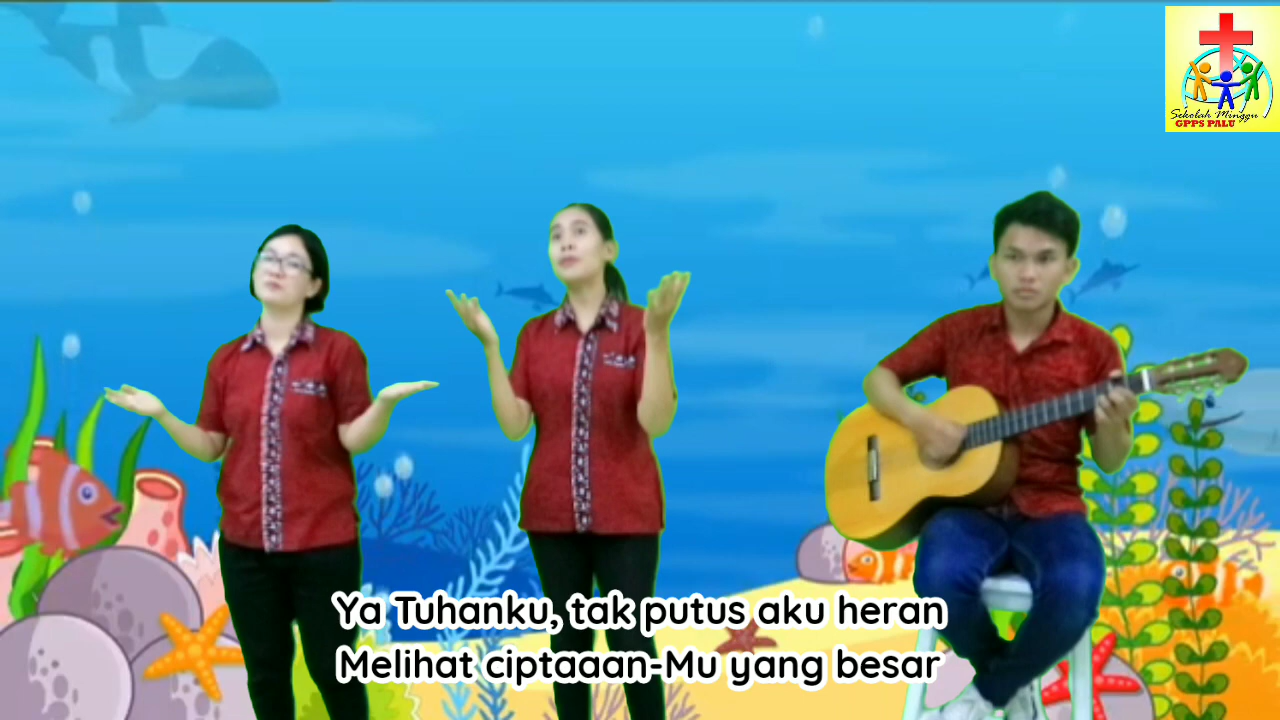 Sekolah Minggu
GPPS PALU
Ya Tuhanku, tak putus aku heran
Melihat ciptaaan-Mu yang besar